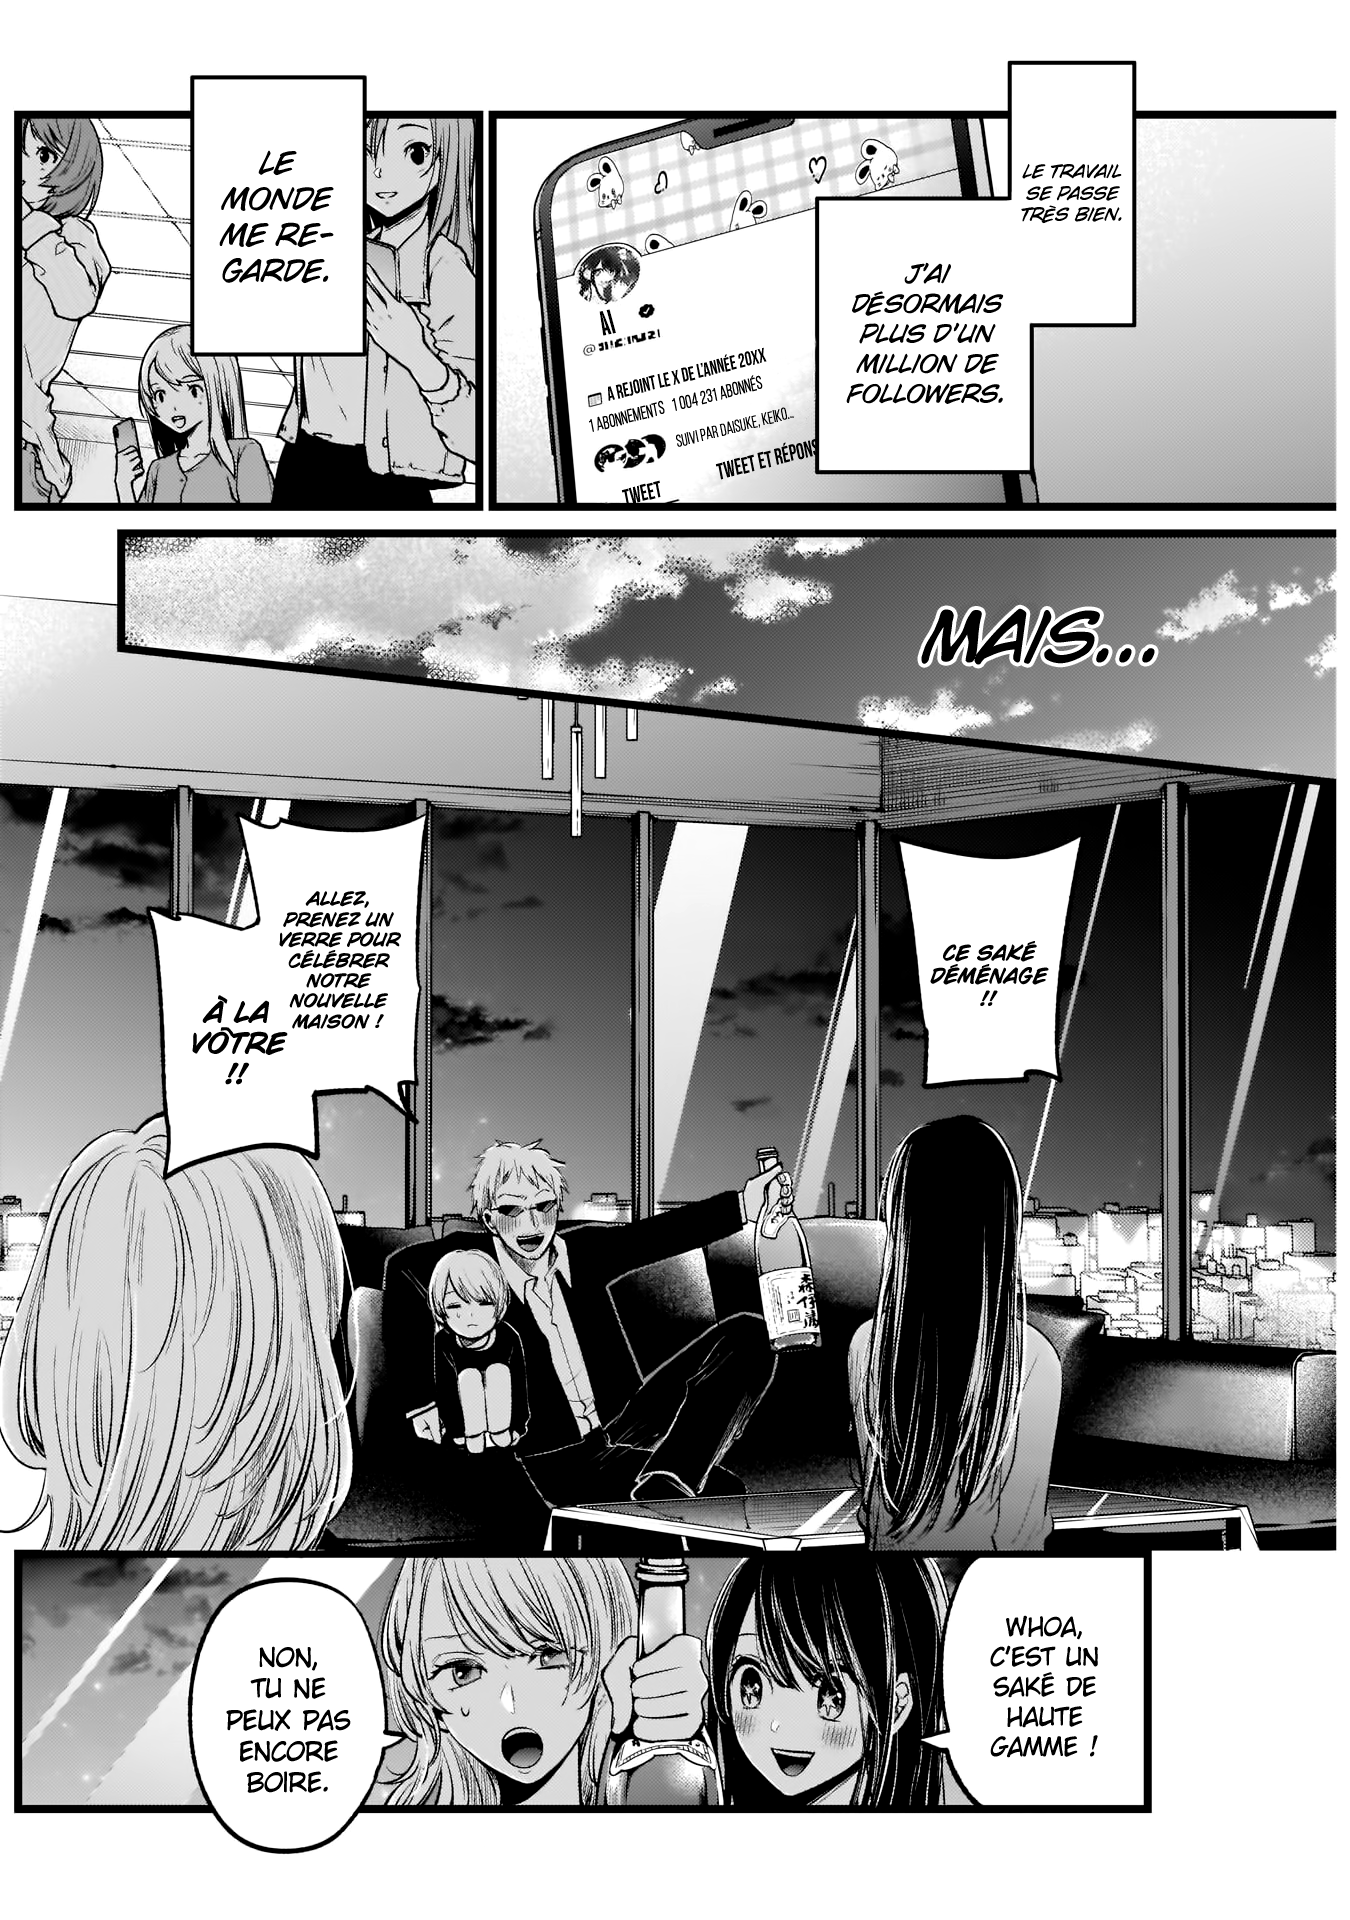 LE TRAVAIL
SE PASSE
TRÈS BIEN.
J'AI
DÉSORMAIS
PLUS D'UN
MILLION DE
FOLLOWERS.
AI
A REJOINT LE X DE L'ANNÉE 20XX
1 ABONNEMENTS 1 004 231 ABONNÉS
SUIVI PAR DAISUKE, KEIKO...
TWEET
TWEET ET RÉPONS
LE
MONDE
ME RE-
GARDE.
MAIS...
CE SAKÉ
DÉMÉNAGE
!!
ALLEZ,
PRENEZ UN
VERRE POUR
CÉLÉBRER
NOTRE
NOUVELLE
MAISON !
À LA
VÔTRE
!!
WHOA,
C'EST UN
SAKÉ DE
HAUTE
GAMME !
NON,
TU NE
PEUX PAS
ENCORE
BOIRE.